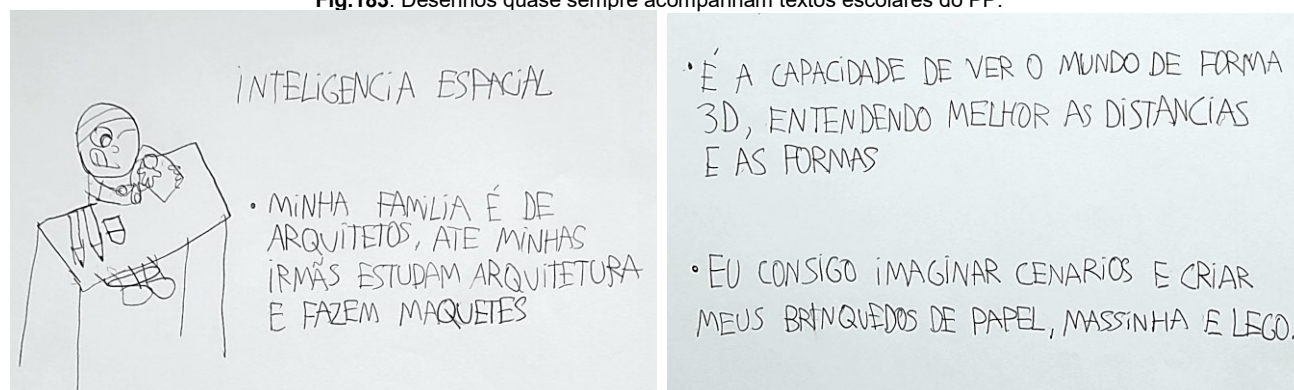 Fig.183: Desenhos quase sempre acompanham textos escolares do PP.
INTELIGENCIA ESPACIAL
• MINHA FAMILIA É DE
ARQUITETOS, ATE MINHAS
IRMÃS ESTUDAM ARQUITETURA
E FAZEM MAQUETES
• É A CAPACIDADE DE VER O MUNDO DE FORMA
3D, ENTENDENDO MELHOR AS DISTANCIAS
E AS FORMAS
• EU CONSIGO IMAGINAR CENARIOS E CRIAR
MEUS BRINQUEDOS DE PAPEL, MASSINHA E LEGO.